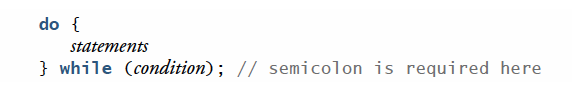 do {
statements
} while (condition); // semicolon is required here